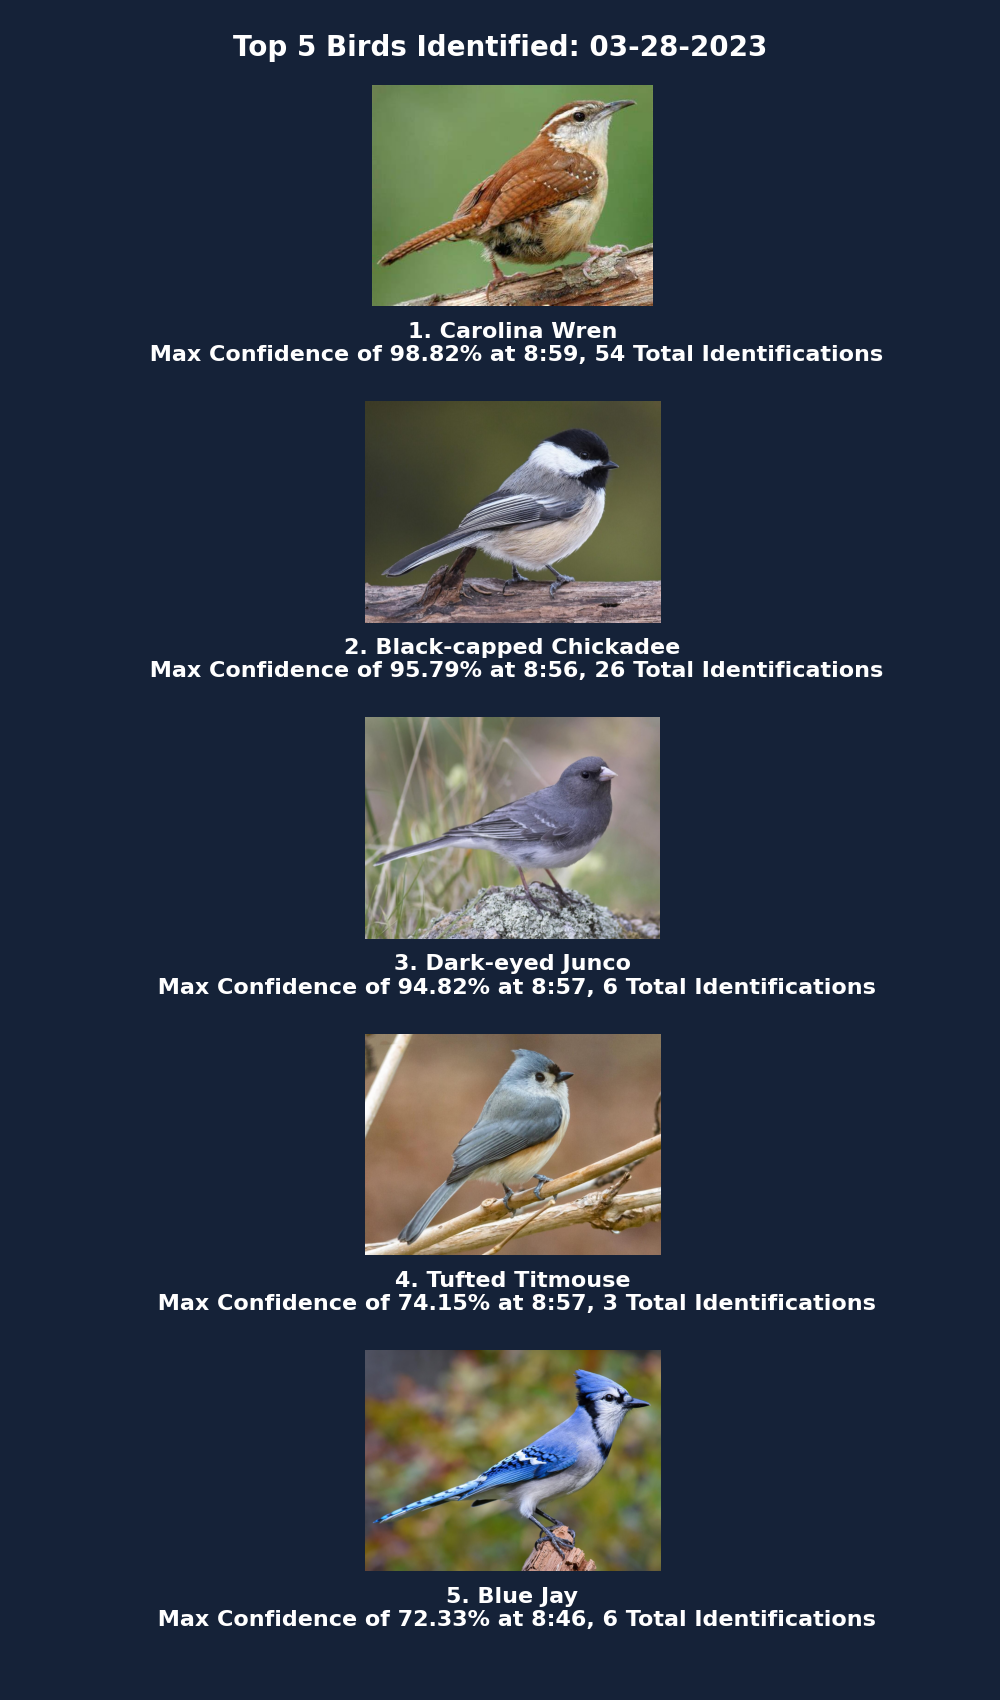 Top 5 Birds Identified: 03-28-2023
1. Carolina Wren
Max Confidence of 98.82% at 8:59, 54 Total Identifications
2. Black-capped Chickadee
Max Confidence of 95.79% at 8:56, 26 Total Identifications
3. Dark-eyed Junco
Max Confidence of 94.82% at 8:57, 6 Total Identifications
4. Tufted Titmouse
Max Confidence of 74.15% at 8:57, 3 Total Identifications
5. Blue Jay
Max Confidence of 72.33% at 8:46, 6 Total Identifications